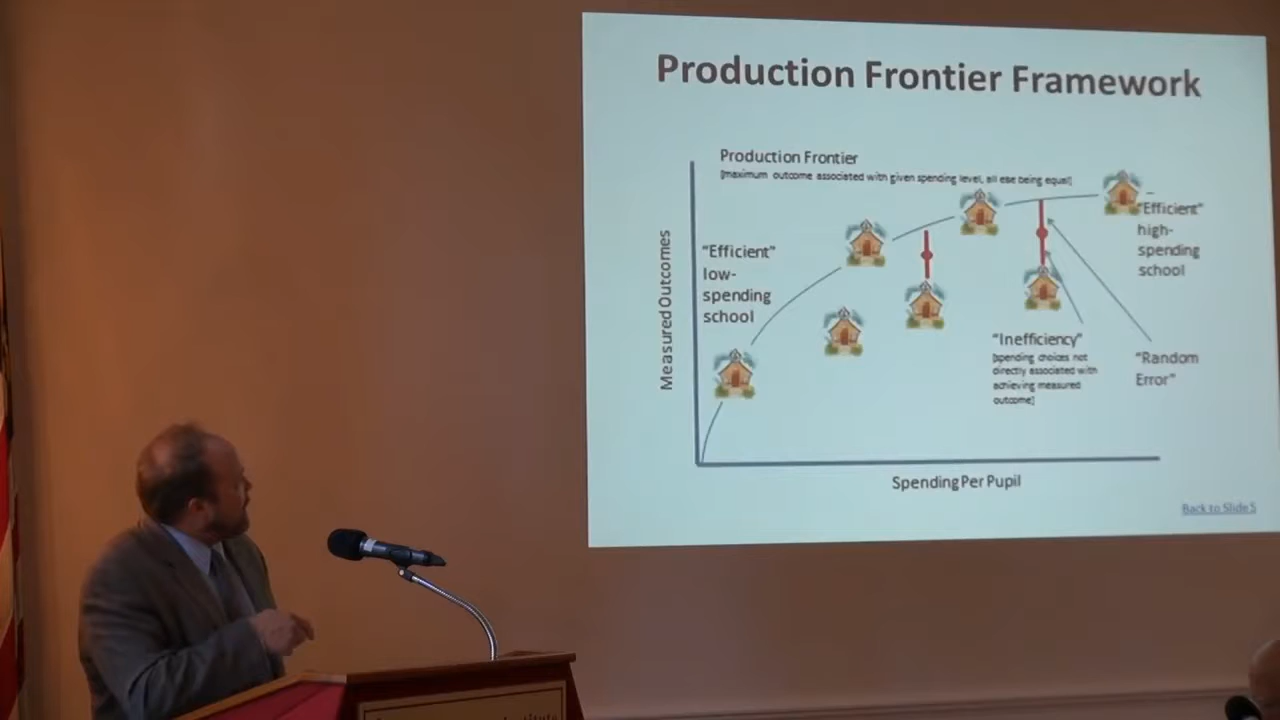 Production Frontier Framework
Production Frontier
[maximum outcome associated with given spending level, all ese being equal]
"Efficient"
high-
spending
school
"Efficient"
low-
spending
school
Measured Outcomes
"Inefficiency"
[spending choices not
directly associated with
achieving measured
outcome]
"Random
Error"
Spending Per Pupil
Back to Slide 5